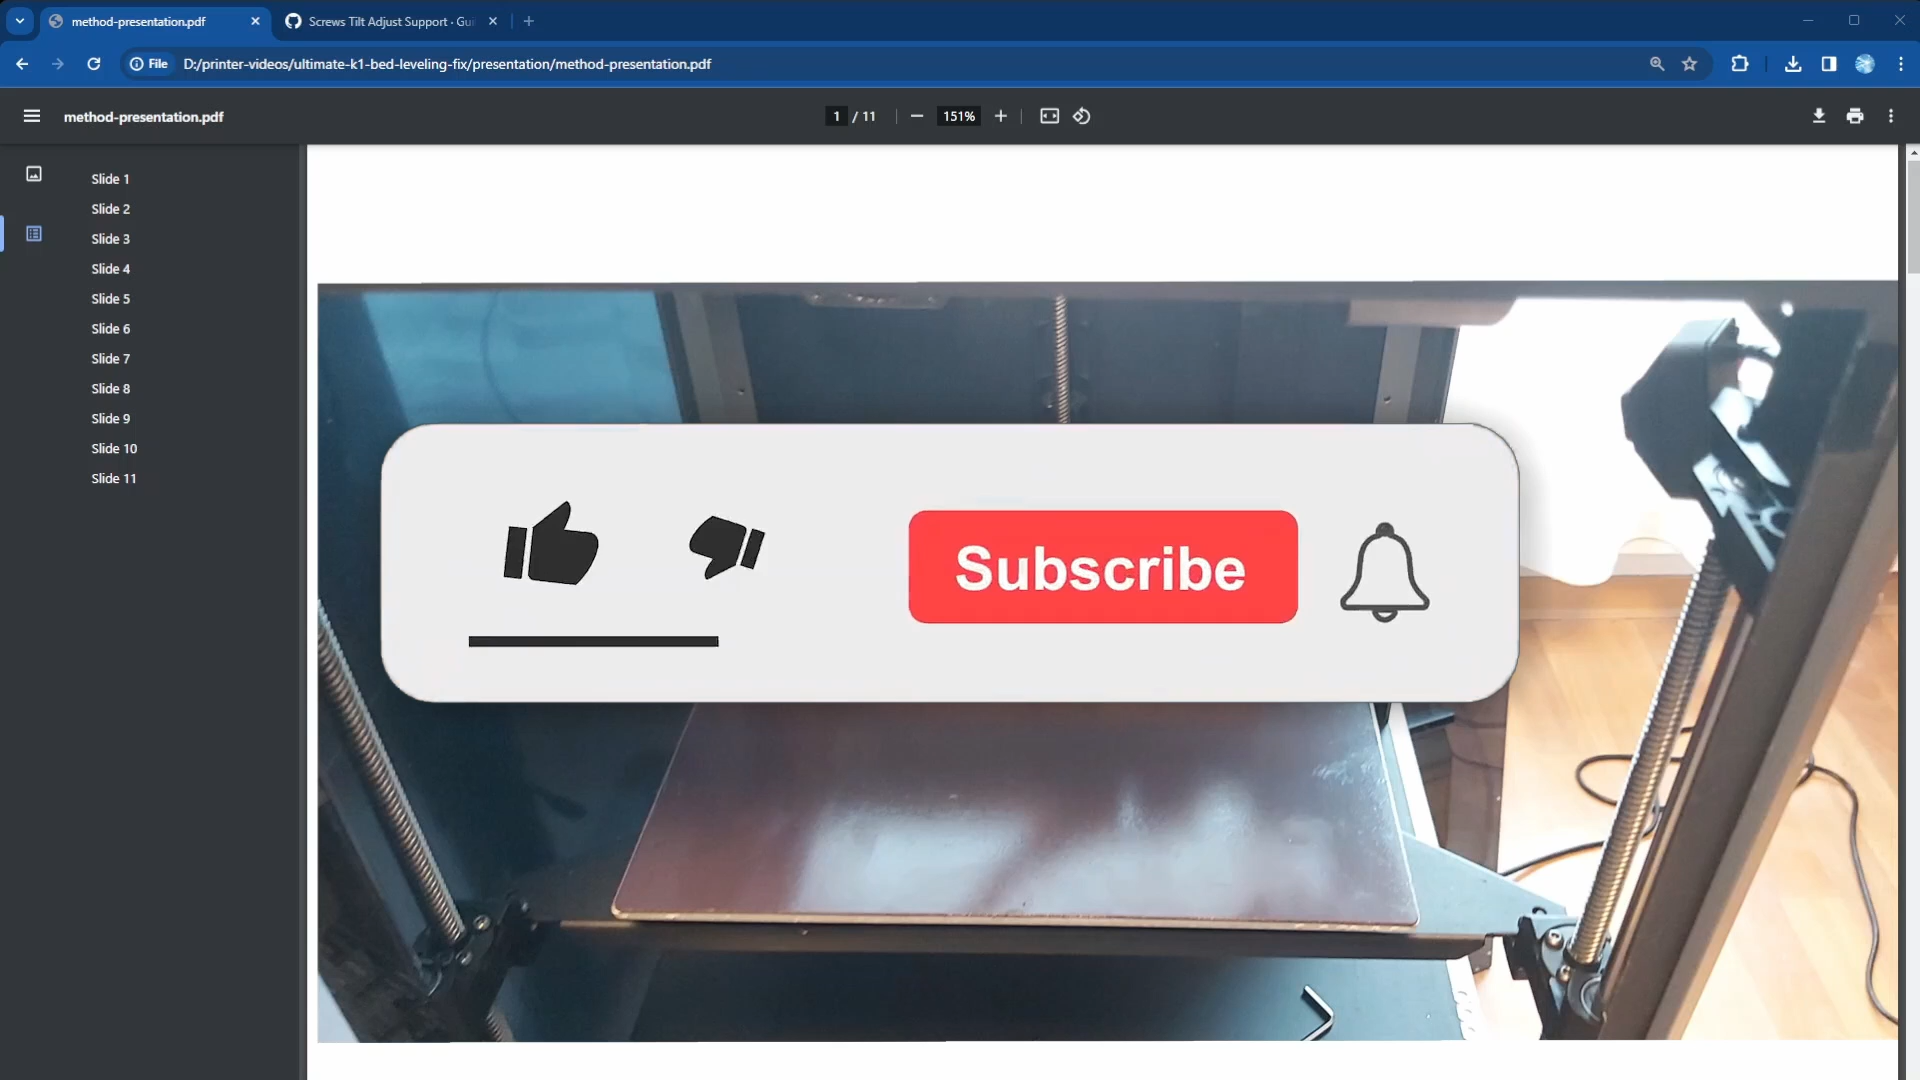 method-presentation.pdf
Screws Tilt Adjust Support · Gui
File
D:/printer-videos/ultimate-k1-bed-leveling-fix/presentation/method-presentation.pdf
method-presentation.pdf
1 / 11
151%
Slide 1
Slide 2
Slide 3
Slide 4
Slide 5
Slide 6
Slide 7
Slide 8
Slide 9
Slide 10
Slide 11
Subscribe